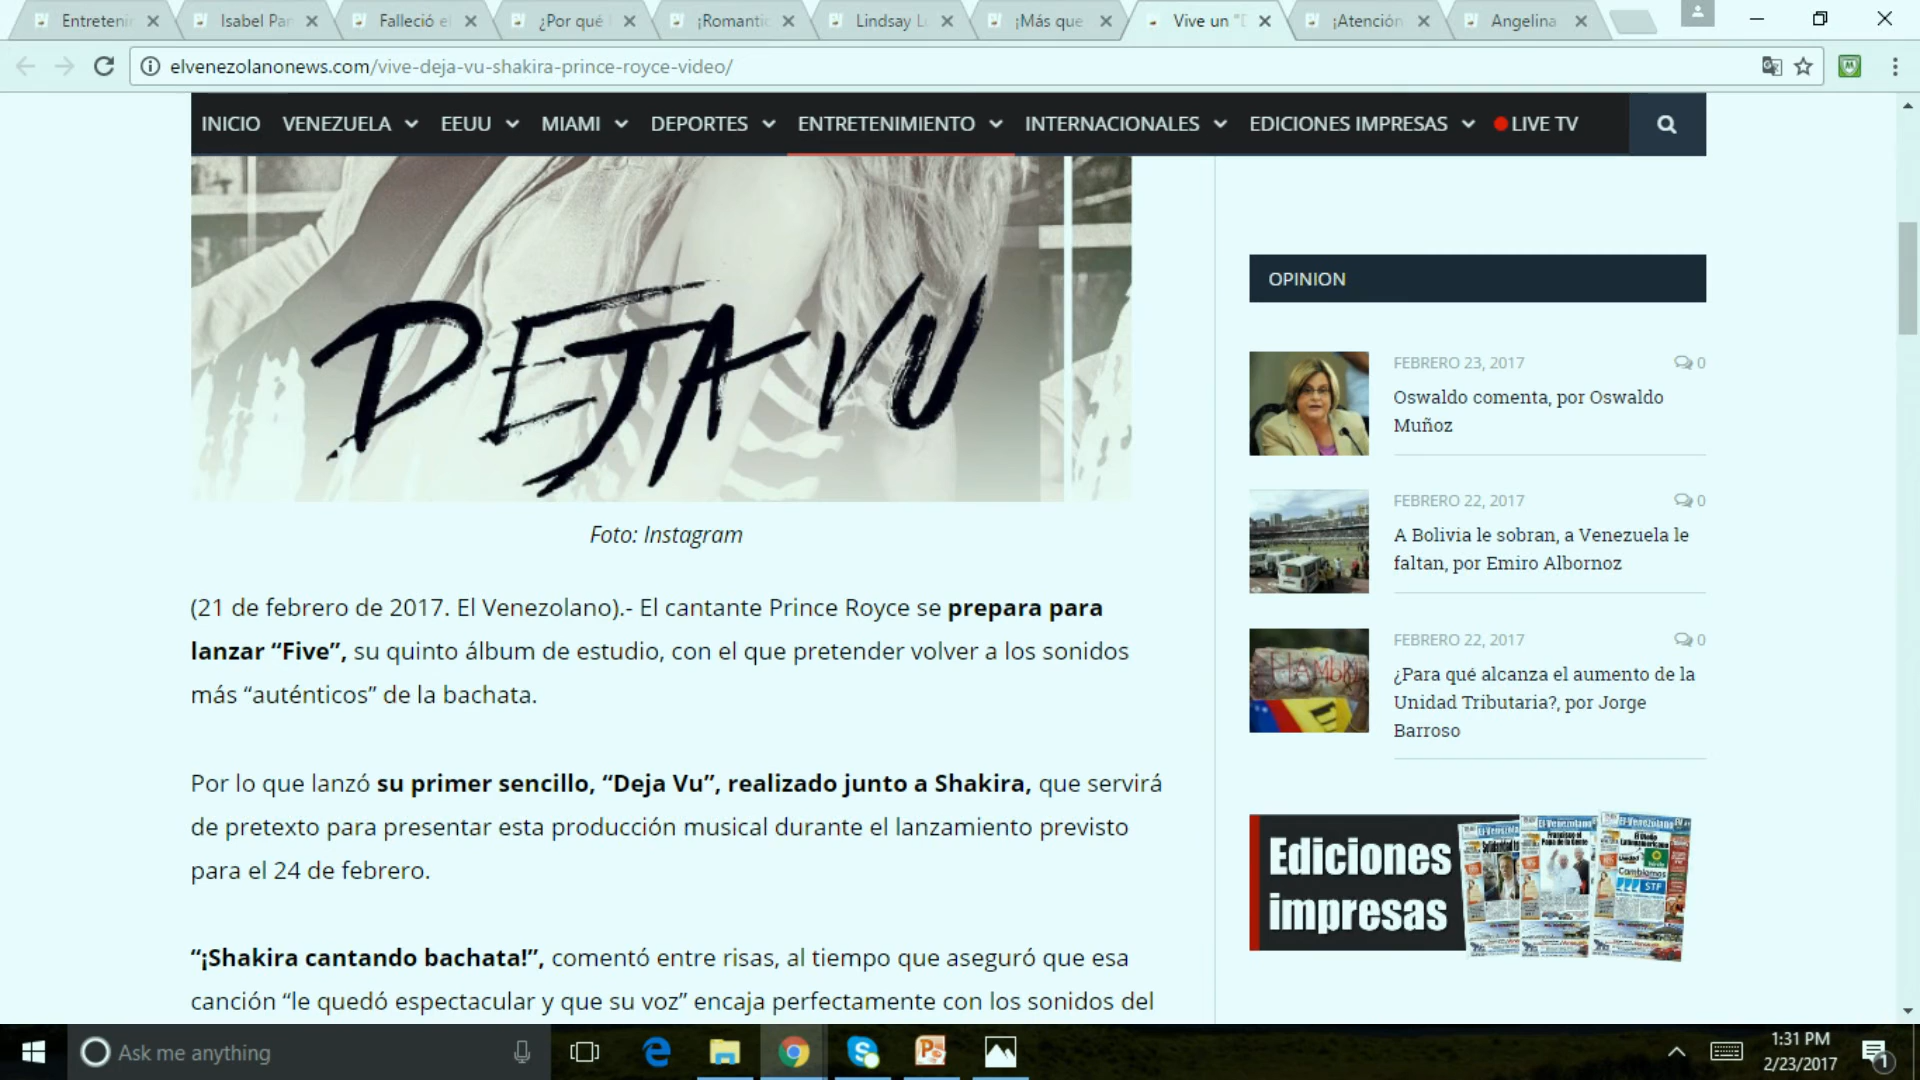 Entretenir
Isabel Pan
Falleció el
¿Por qué
¡Romantic
Lindsay L
¡Más que
Vive un "D
¡Atención
Angelina
elvenezolanonews.com/vive-deja-vu-shakira-prince-royce-video/
INICIO VENEZUELA EEUU MIAMI DEPORTES ENTRETENIMIENTO INTERNACIONALES EDICIONES IMPRESAS LIVE TV
DEJA VU
Foto: Instagram
(21 de febrero de 2017. El Venezolano).- El cantante Prince Royce se prepara para
lanzar “Five”, su quinto álbum de estudio, con el que pretender volver a los sonidos
más “auténticos” de la bachata.
Por lo que lanzó su primer sencillo, “Deja Vu”, realizado junto a Shakira, que servirá
de pretexto para presentar esta producción musical durante el lanzamiento previsto
para el 24 de febrero.
“¡Shakira cantando bachata!”, comentó entre risas, al tiempo que aseguró que esa
canción “le quedó espectacular y que su voz” encaja perfectamente con los sonidos del
OPINION
FEBRERO 23, 2017 0
Oswaldo comenta, por Oswaldo
Muñoz
FEBRERO 22, 2017 0
A Bolivia le sobran, a Venezuela le
faltan, por Emiro Albornoz
FEBRERO 22, 2017 0
¿Para qué alcanza el aumento de la
Unidad Tributaria?, por Jorge
Barroso
Ediciones
impresas
El Venezolano
Cambiamos
STF
Ask me anything
1:31 PM
2/23/2017
1